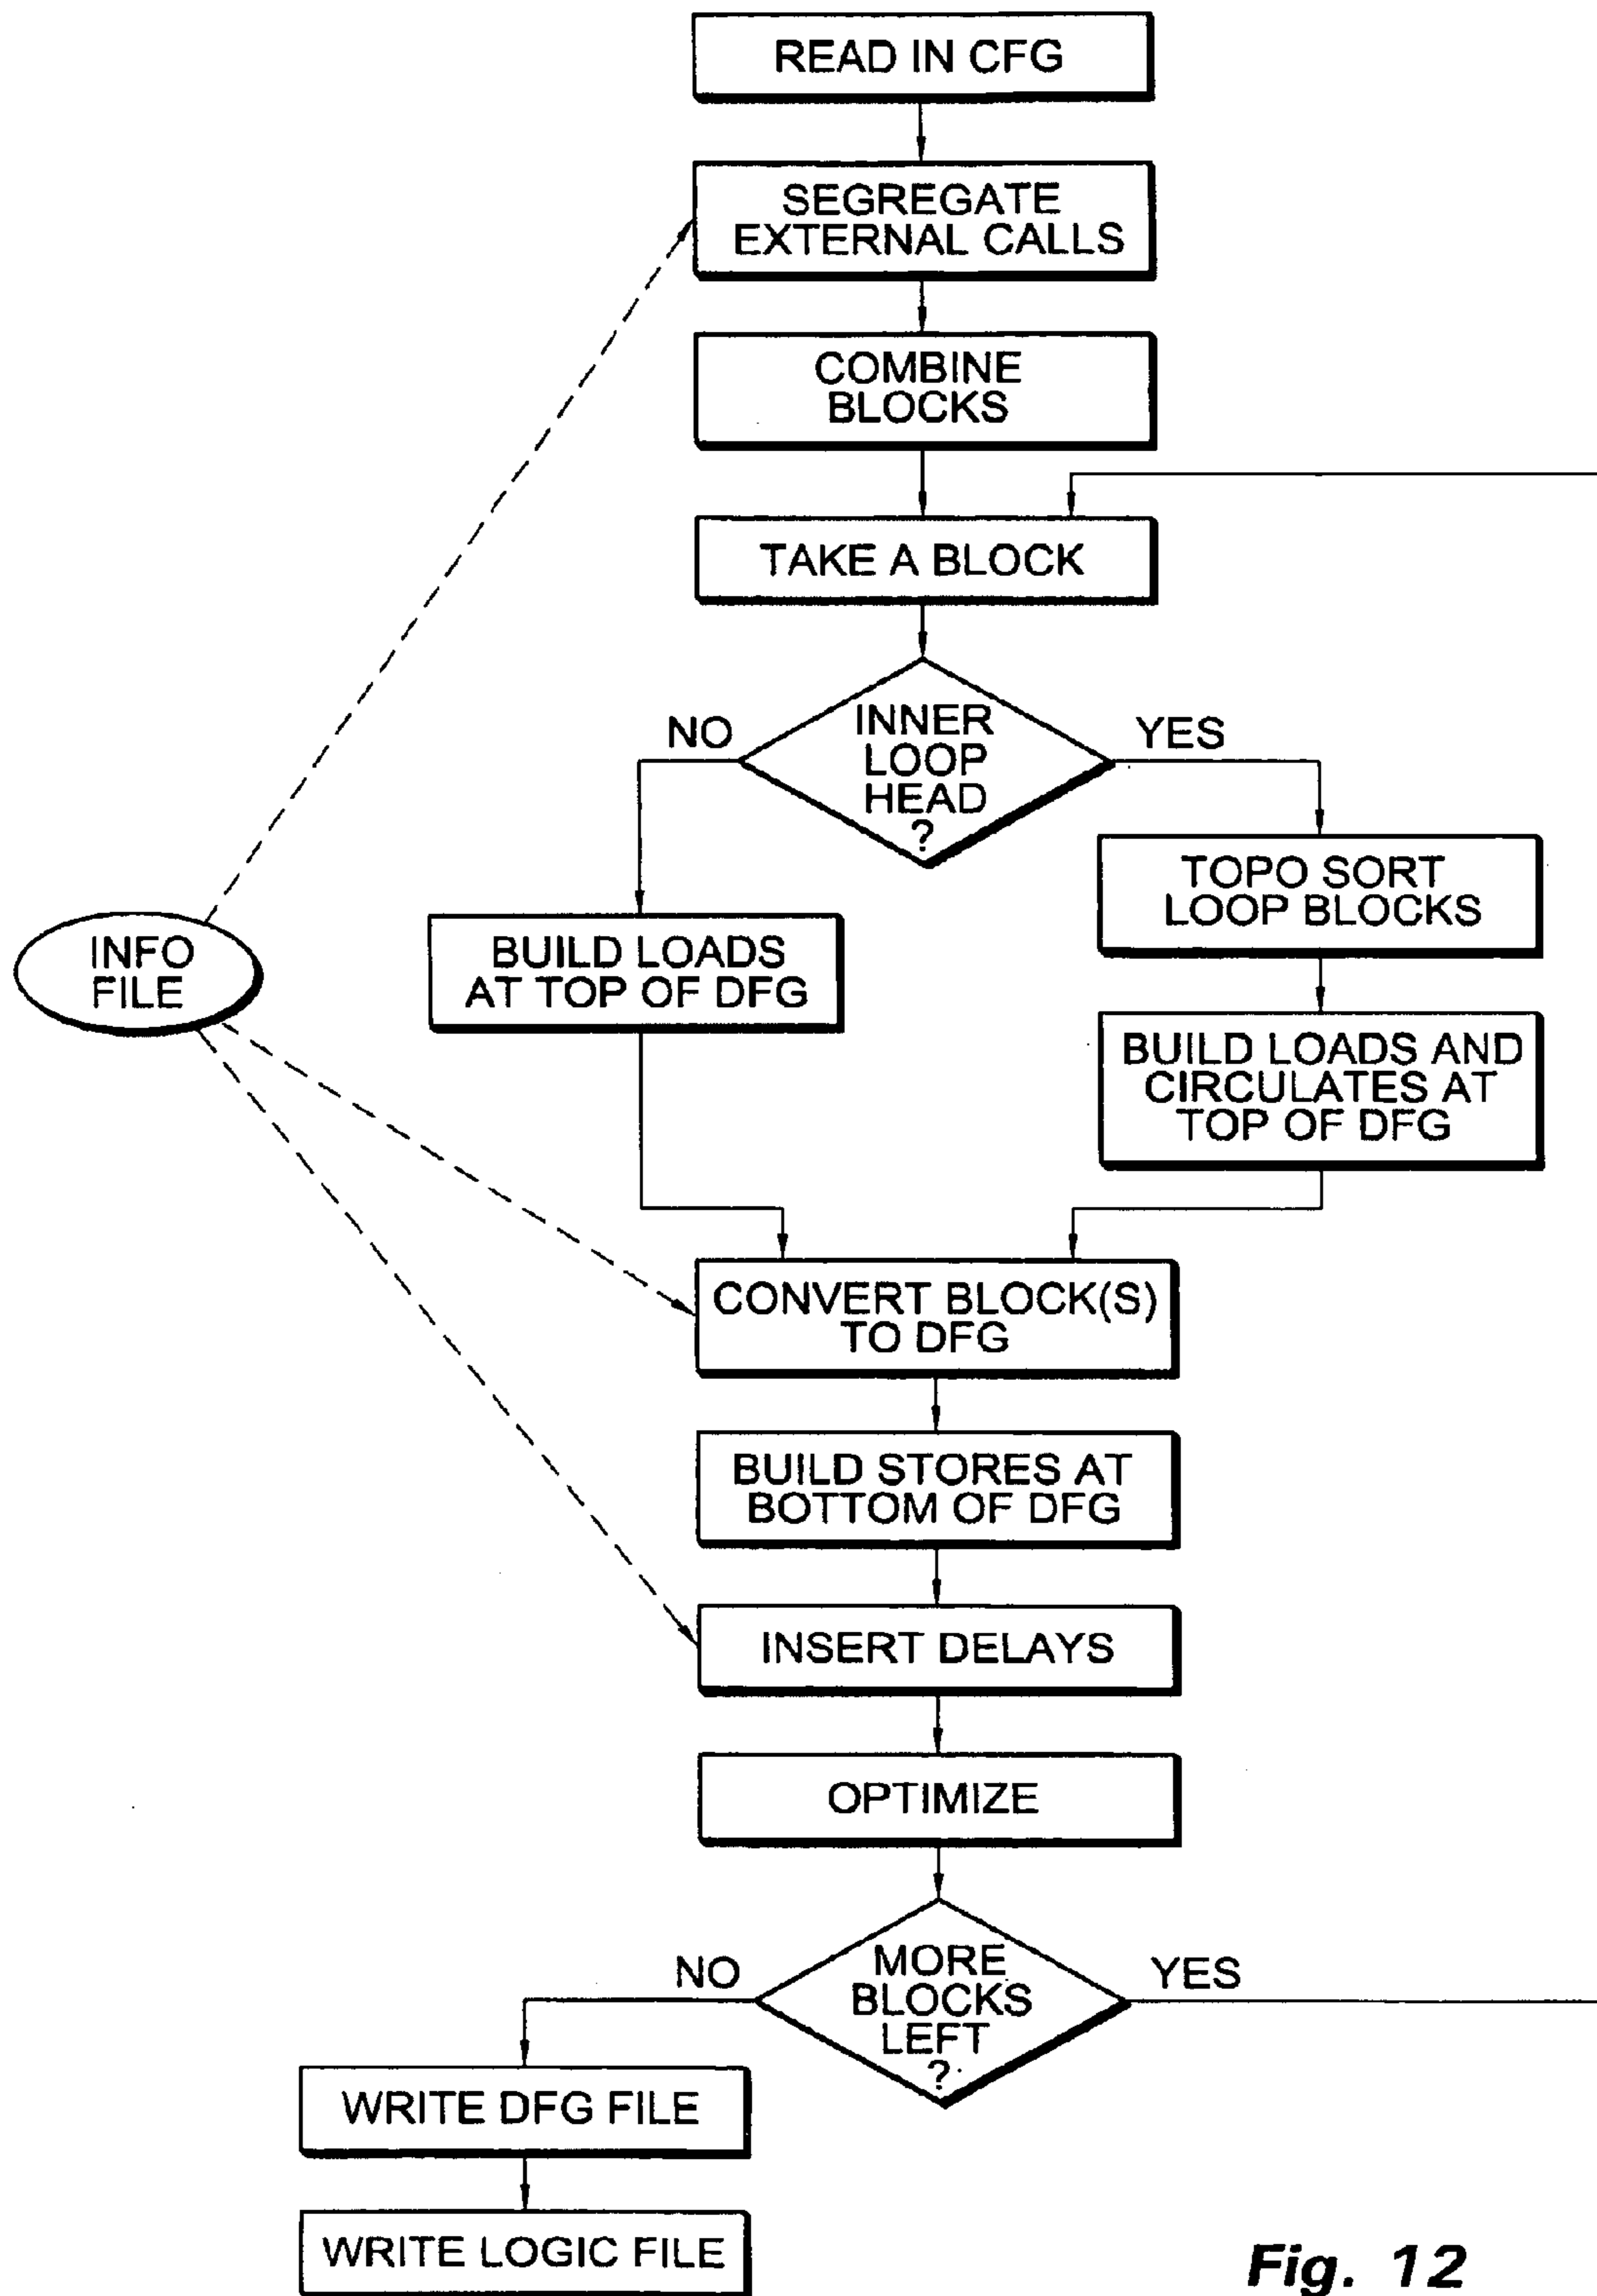 READ IN CFG
SEGREGATE
EXTERNAL CALLS
COMBINE
BLOCKS
TAKE A BLOCK
NO
INNER
LOOP
HEAD
?
YES
TOPO SORT
LOOP BLOCKS
INFO
FILE
BUILD LOADS
AT TOP OF DFG
BUILD LOADS AND
CIRCULATES AT
TOP OF DFG
CONVERT BLOCK(S)
TO DFG
BUILD STORES AT
BOTTOM OF DFG
INSERT DELAYS
OPTIMIZE
NO
MORE
BLOCKS
LEFT
?
YES
WRITE DFG FILE
WRITE LOGIC FILE
Fig. 12